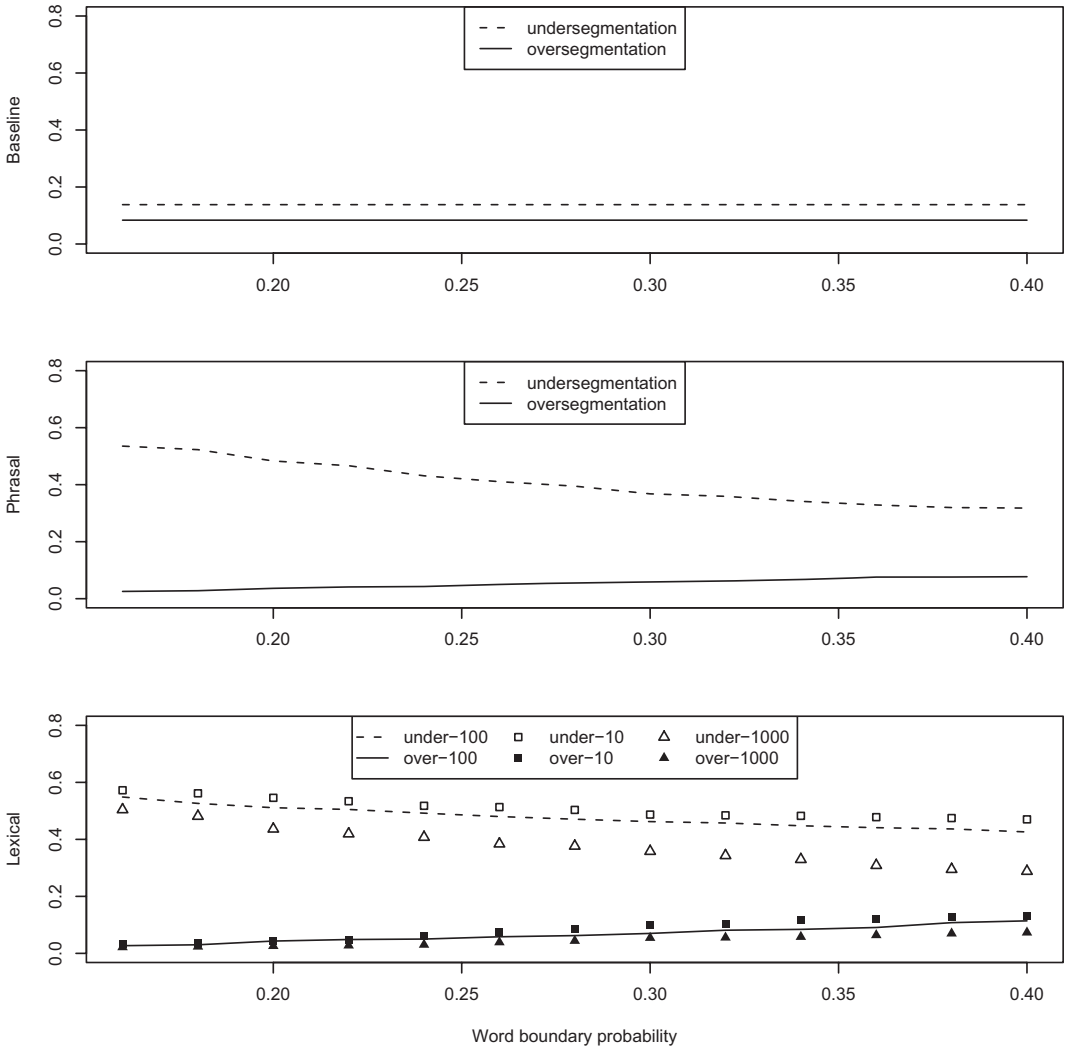 Baseline
0.0 0.2 0.4 0.6 0.8
undersegmentation
oversegmentation
0.20 0.25 0.30 0.35 0.40
Phrasal
0.0 0.2 0.4 0.6 0.8
undersegmentation
oversegmentation
0.20 0.25 0.30 0.35 0.40
Lexical
0.0 0.2 0.4 0.6 0.8
under−100 under−10 under−1000
over−100 over−10 over−1000
0.20 0.25 0.30 0.35 0.40
Word boundary probability